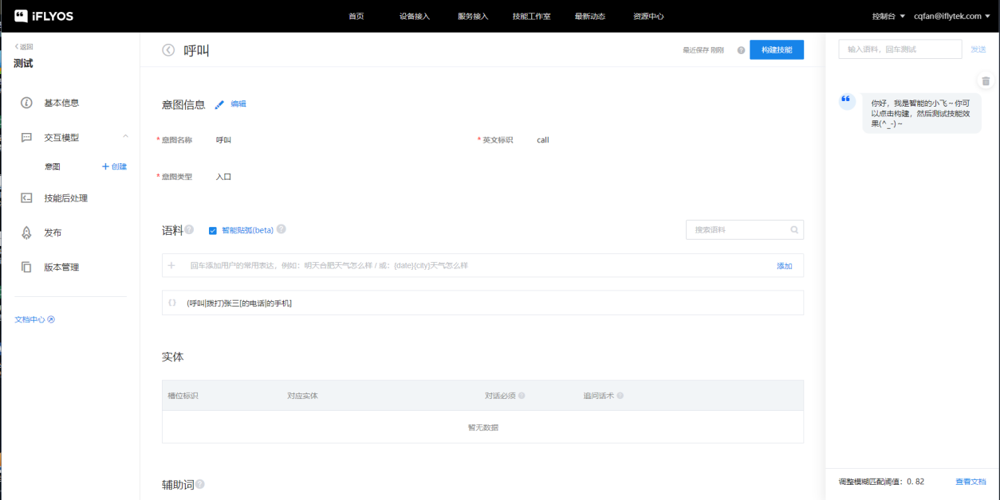 iFLYOS
首页
设备接入
服务接入
技能工作室
最新动态
资源中心
控制台
cqfan@iflytek.com
返回
测试
基本信息
交互模型
意图
+ 创建
技能后处理
发布
版本管理
文档中心
呼叫
最近保存 刚刚
构建技能
意图信息
编辑
*意图名称 呼叫
*英文标识 call
*意图类型 入口
语料
智能贴弧(beta)
搜索语料
回车添加用户的常用表达，例如：明天合肥天气怎么样 / 或：{date}{city}天气怎么样
添加
(呼叫|拨打)张三[的电话|的手机]
实体
槽位标识 对应实体 对话必须 追问话术
暂无数据
辅助词
输入语料，回车测试
发送
你好，我是智能的小飞～你可
以点击构建，然后测试技能效
果(^_-)～
调整模糊匹配阈值：0.82
查看文档